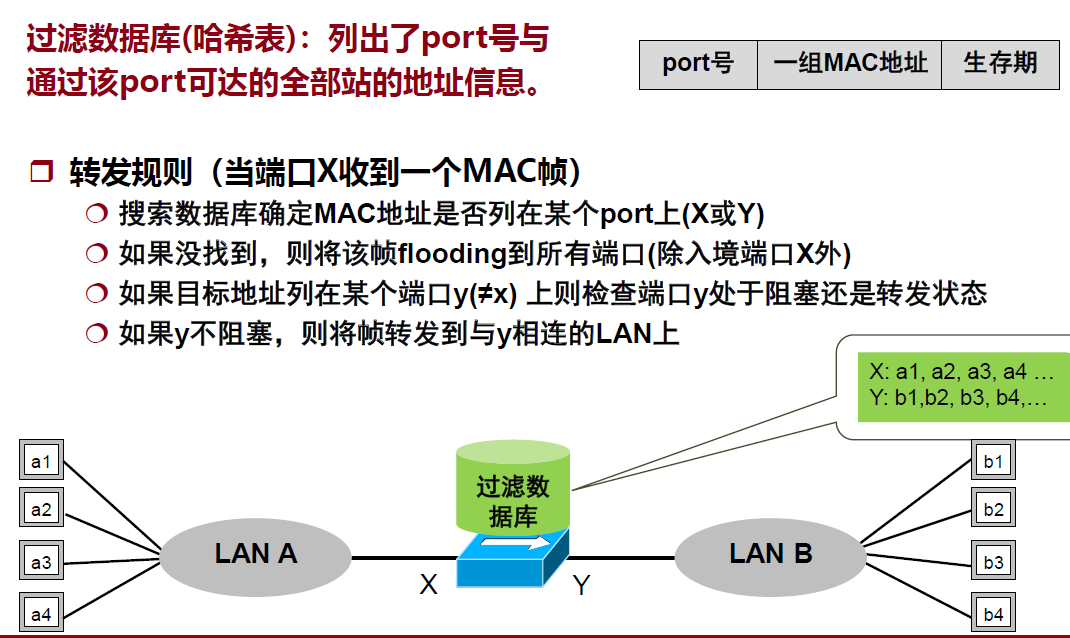 过滤数据库(哈希表)：列出了port号与
通过该port可达的全部站的地址信息。
port号 一组MAC地址 生存期
转发规则（当端口X收到一个MAC帧）
搜索数据库确定MAC地址是否列在某个port上(X或Y)
如果没找到，则将该帧flooding到所有端口(除入境端口X外)
如果目标地址列在某个端口y(≠x) 上则检查端口y处于阻塞还是转发状态
如果y不阻塞，则将帧转发到与y相连的LAN上
X: a1, a2, a3, a4 …
Y: b1,b2, b3, b4,…
a1
a2
a3
a4
LAN A
过滤数
据库
X
Y
LAN B
b1
b2
b3
b4